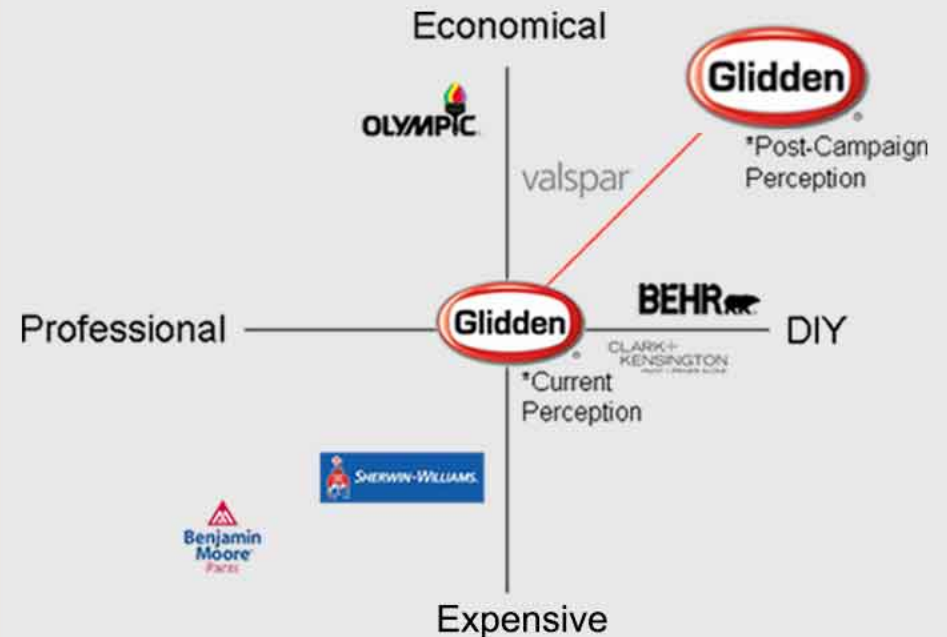 Economical
Glidden
OLYMPIC
*Post-Campaign
Perception
valspar
BEHR
Professional
Glidden
DIY
CLARK+
KENSINGTON
*Current
Perception
SHERWIN-WILLIAMS.
Benjamin
Moore
Paints
Expensive